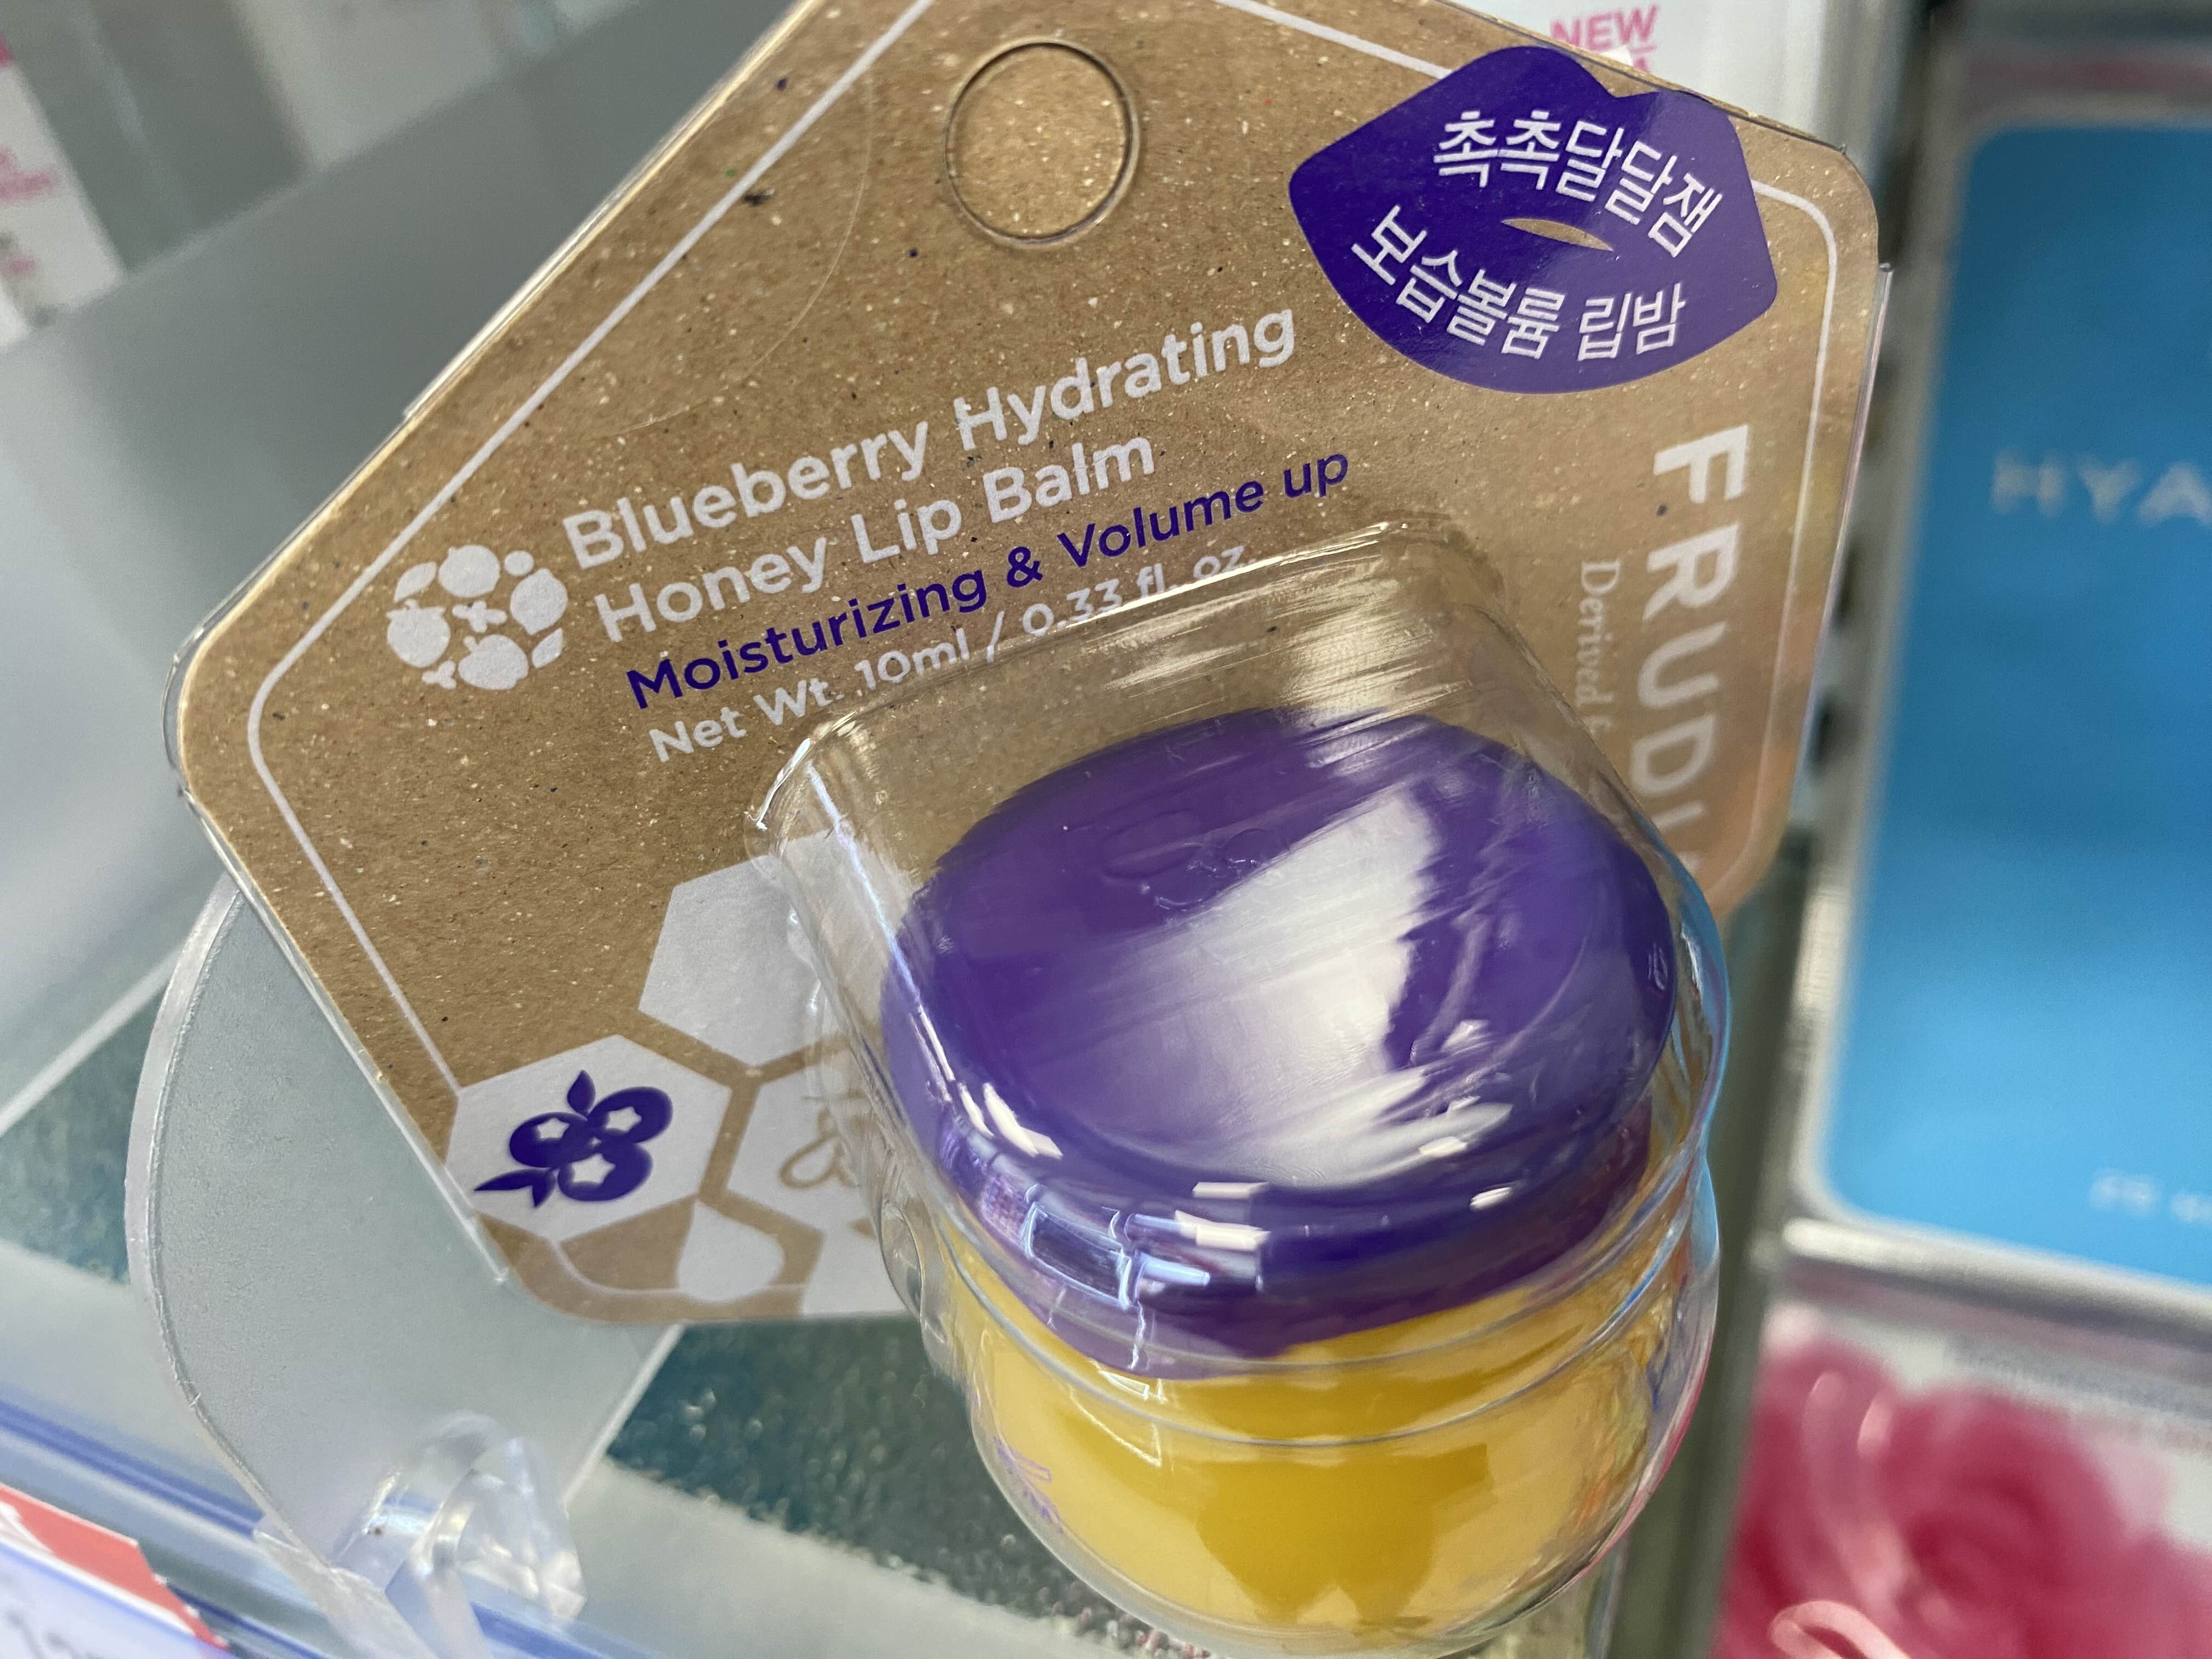 NEW
촉촉달달잼
보습볼륨 립밤
Blueberry Hydrating
Honey Lip Balm
Moisturizing & Volume up
Net Wt. 10ml / 0.33 fl. oz
FRUDI
Derived
HYA